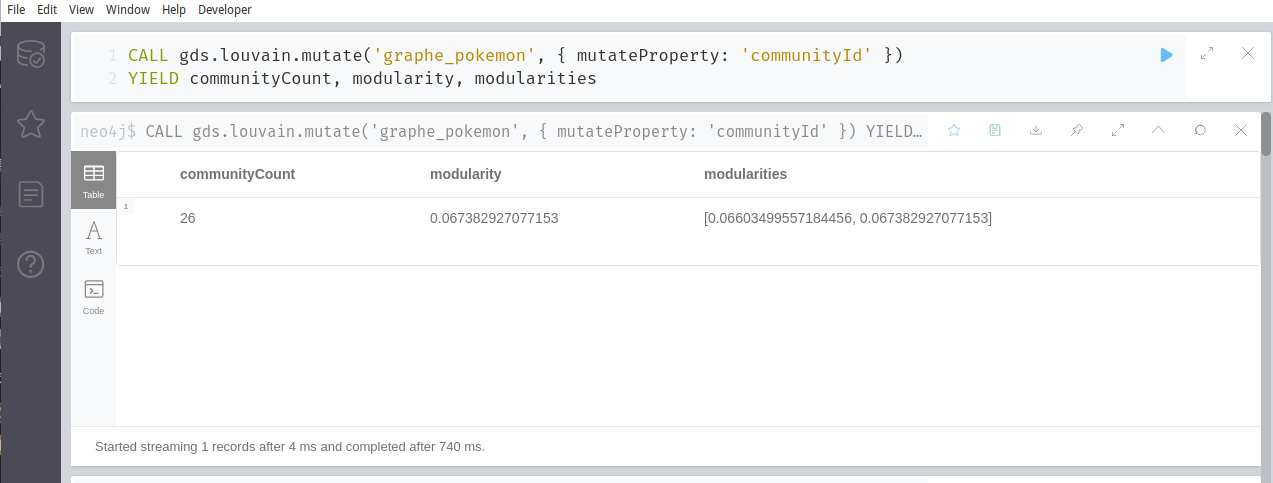 File Edit View Window Help Developer
1 CALL gds.louvain.mutate('graphe_pokemon', { mutateProperty: 'communityId' })
2 YIELD communityCount, modularity, modularities
neo4j$ CALL gds.louvain.mutate('graphe_pokemon', { mutateProperty: 'communityId' }) YIELD…
communityCount modularity modularities
1
26 0.067382927077153 [0.06603499557184456, 0.067382927077153]
Table
A
Text
Code
Started streaming 1 records after 4 ms and completed after 740 ms.